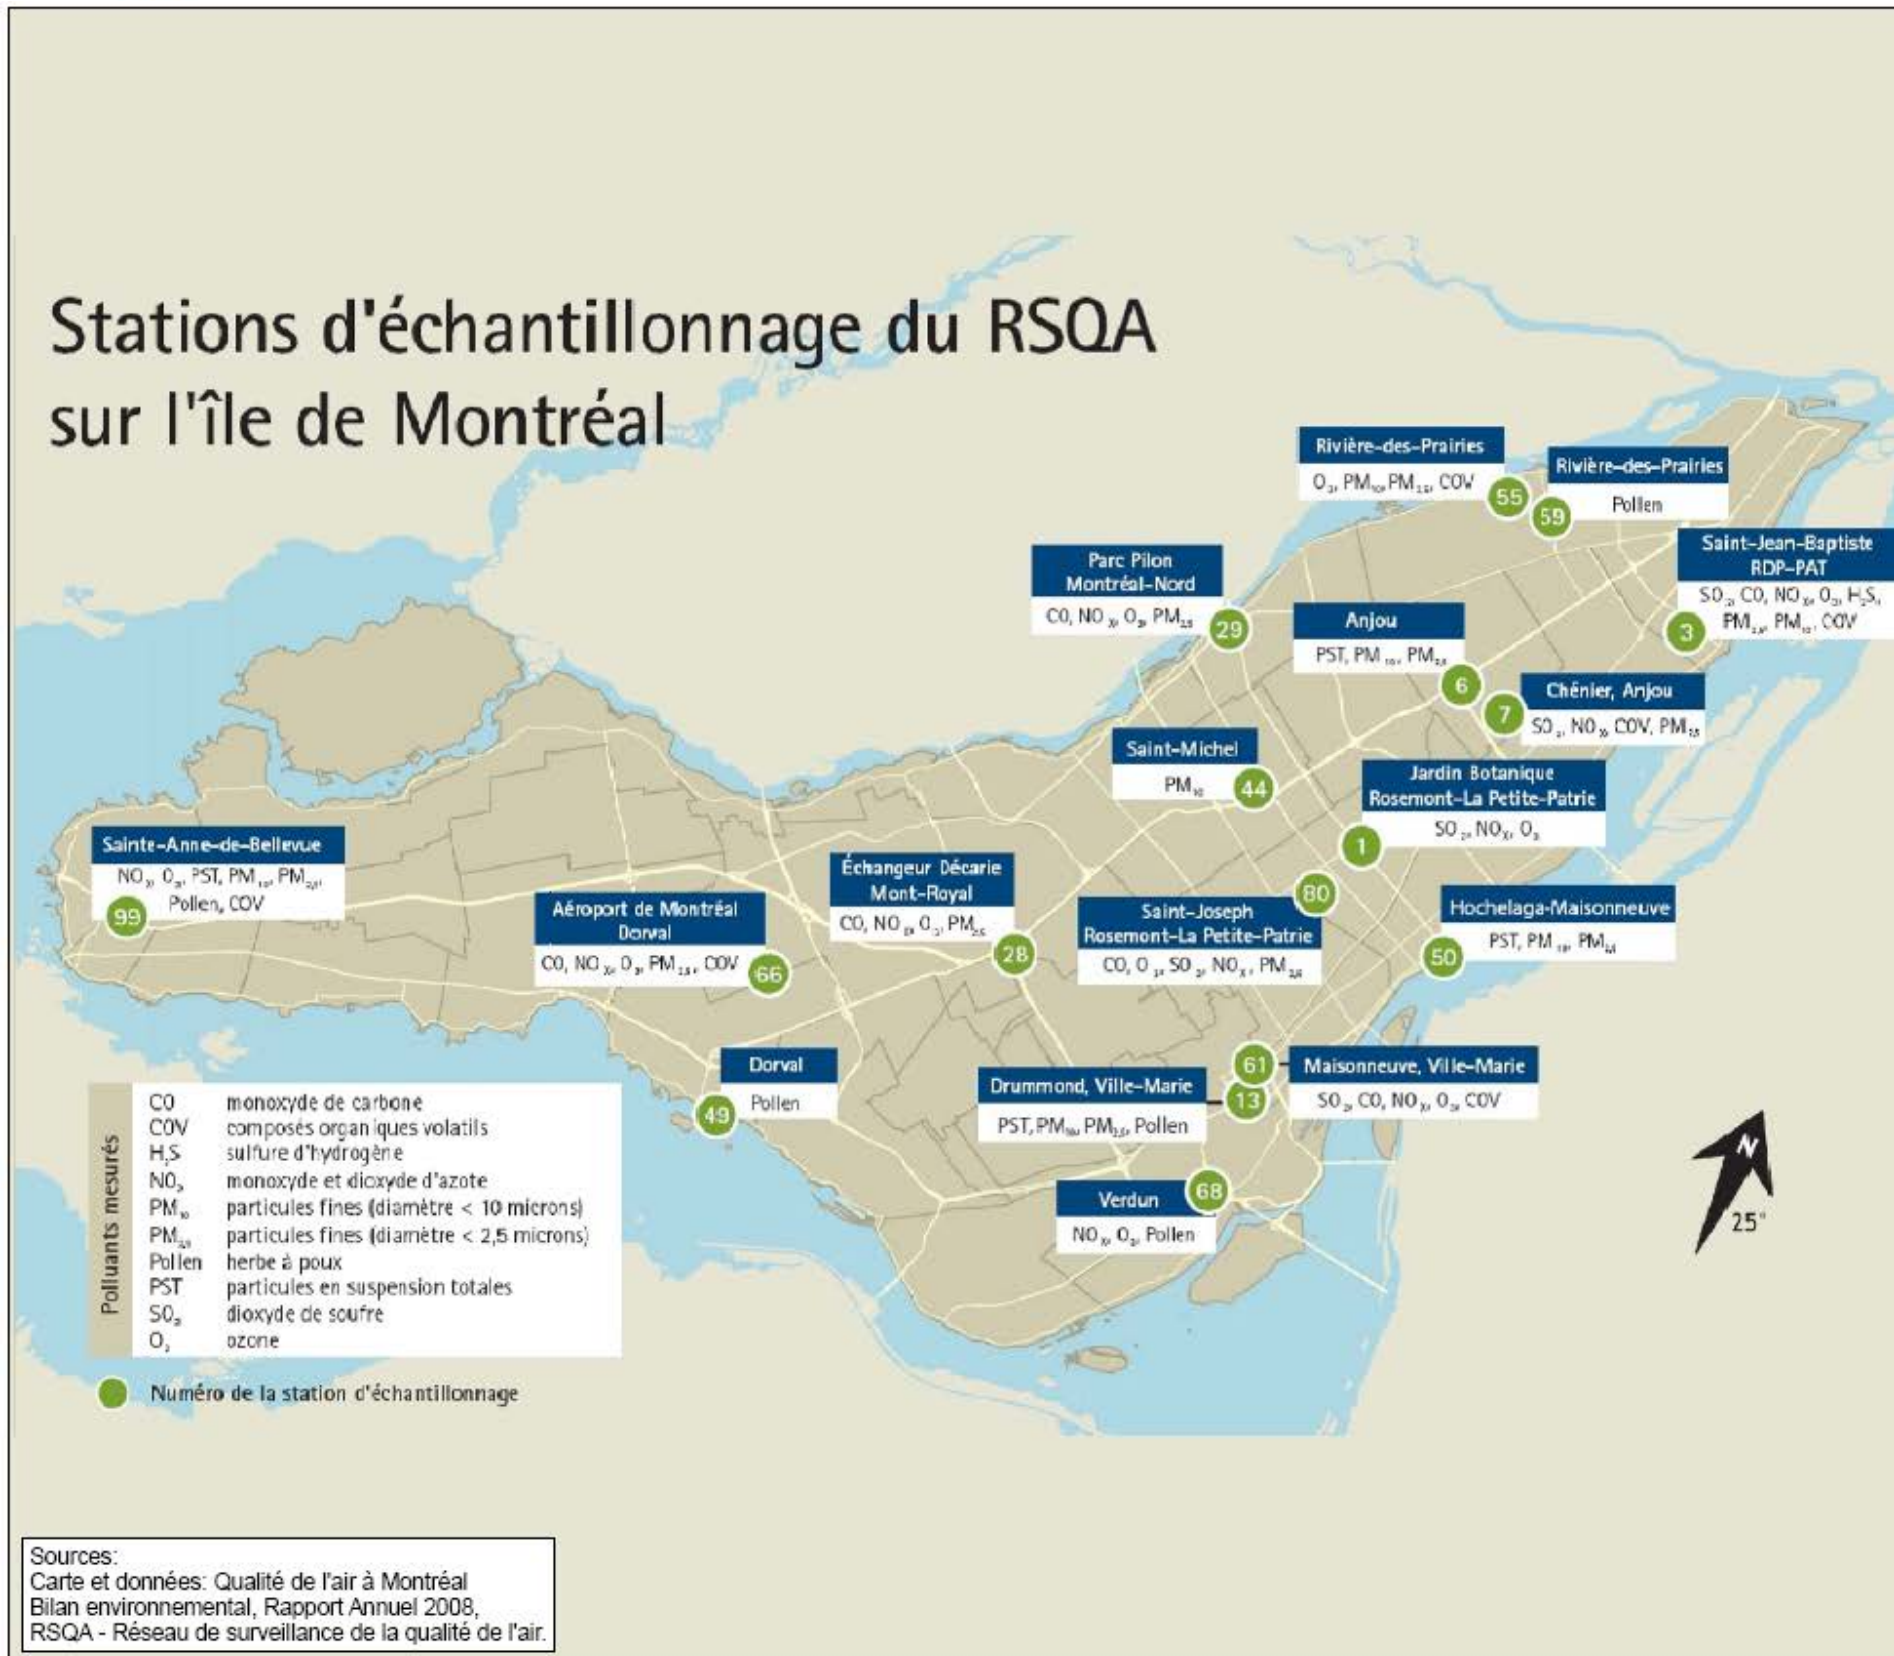 Stations d'échantillonnage du RSQA
sur l'île de Montréal
Rivière-des-Prairies
O₃, PM₁₀, PM₂,₅, COV
55
Rivière-des-Prairies
Pollen
59
Saint-Jean-Baptiste
RDP-PAT
SO₂, CO, NOₓ, O₃, H₂S,
PM₂,₅, PM₁₀, COV
3
Parc Pilon
Montréal-Nord
CO, NOₓ, O₃, PM₂,₅
29
Anjou
PST, PM₁₀, PM₂,₅
6
Chénier, Anjou
SO₂, NOₓ, COV, PM₂,₅
7
Saint-Michel
PM₁₀
44
Jardin Botanique
Rosemont-La Petite-Patrie
SO₂, NOₓ, O₃
1
Sainte-Anne-de-Bellevue
NOₓ, O₃, PST, PM₁₀, PM₂,₅,
Pollen, COV
99
Aéroport de Montréal
Dorval
CO, NOₓ, O₃, PM₂,₅, COV
66
Échangeur Décarie
Mont-Royal
CO, NOₓ, O₃, PM₂,₅
28
80
Saint-Joseph
Rosemont-La Petite-Patrie
CO, O₃, SO₂, NOₓ, PM₂,₅
Hochelaga-Maisonneuve
PST, PM₁₀, PM₂,₅
50
Dorval
Pollen
49
Drummond, Ville-Marie
PST, PM₁₀, PM₂,₅, Pollen
13
61
Maisonneuve, Ville-Marie
SO₂, CO, NOₓ, O₃, COV
Verdun
NOₓ, O₃, Pollen
68
N
25°
Polluants mesurés
CO monoxyde de carbone
COV composés organiques volatils
H₂S sulfure d'hydrogène
NOₓ monoxyde et dioxyde d'azote
PM₁₀ particules fines (diamètre < 10 microns)
PM₂,₅ particules fines (diamètre < 2,5 microns)
Pollen herbe à poux
PST particules en suspension totales
SO₂ dioxyde de soufre
O₃ ozone
Numéro de la station d'échantillonnage
Sources:
Carte et données: Qualité de l'air à Montréal
Bilan environnemental, Rapport Annuel 2008,
RSQA - Réseau de surveillance de la qualité de l'air.